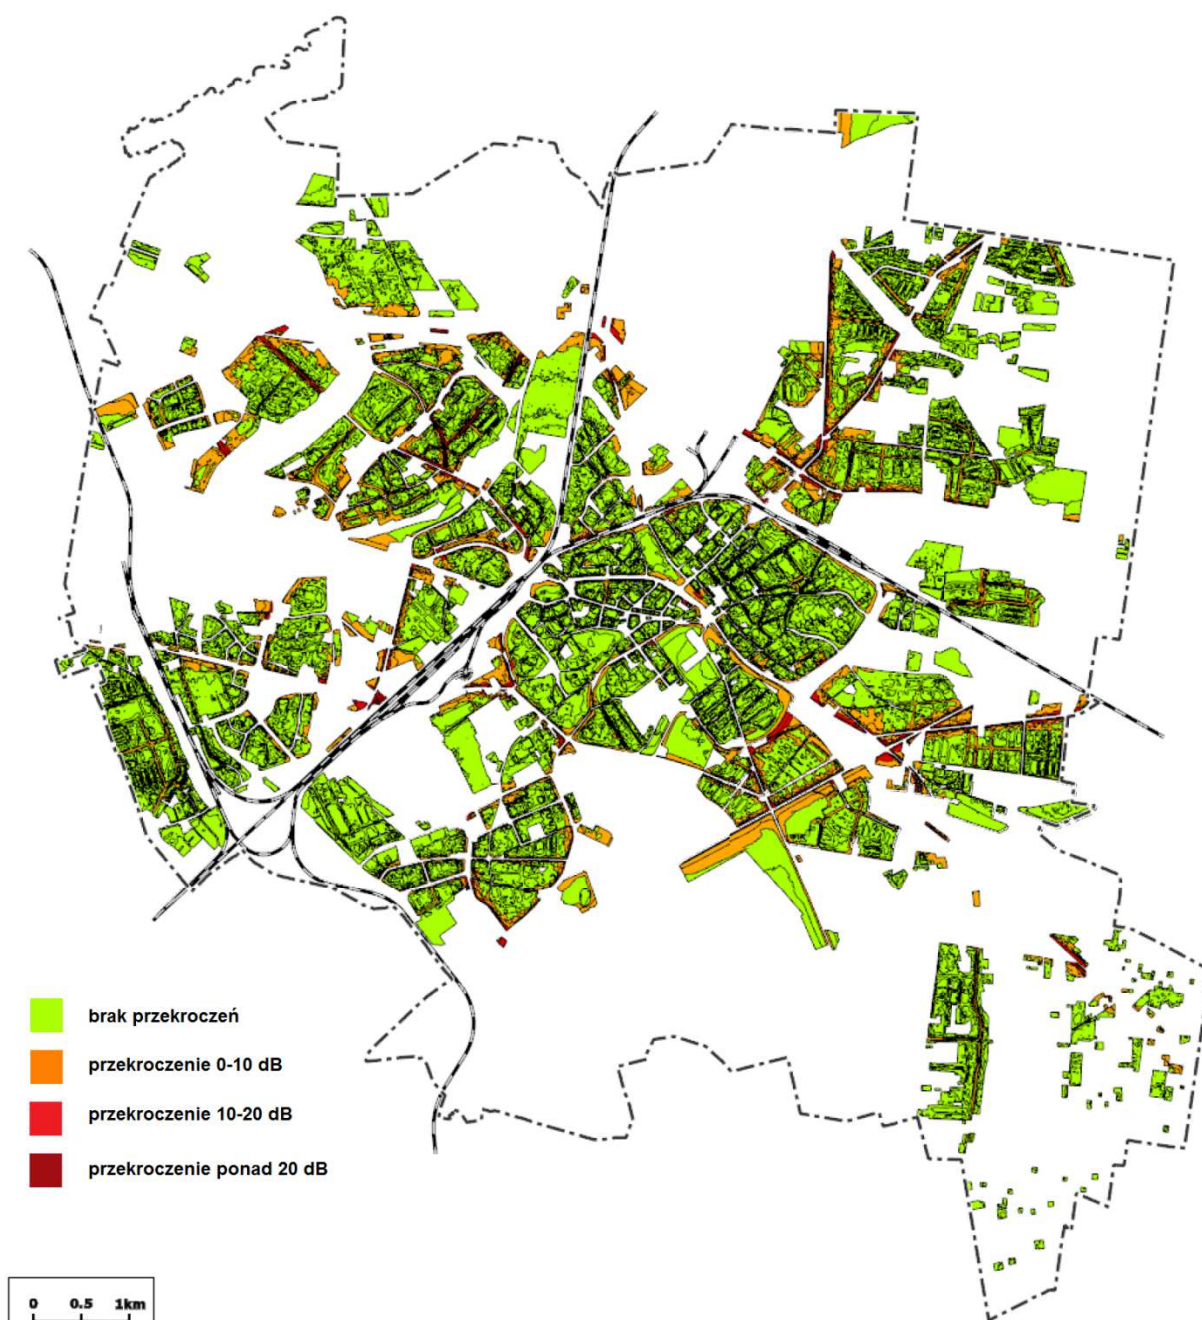 brak przekroczeń
przekroczenie 0-10 dB
przekroczenie 10-20 dB
przekroczenie ponad 20 dB
0 0.5 1km